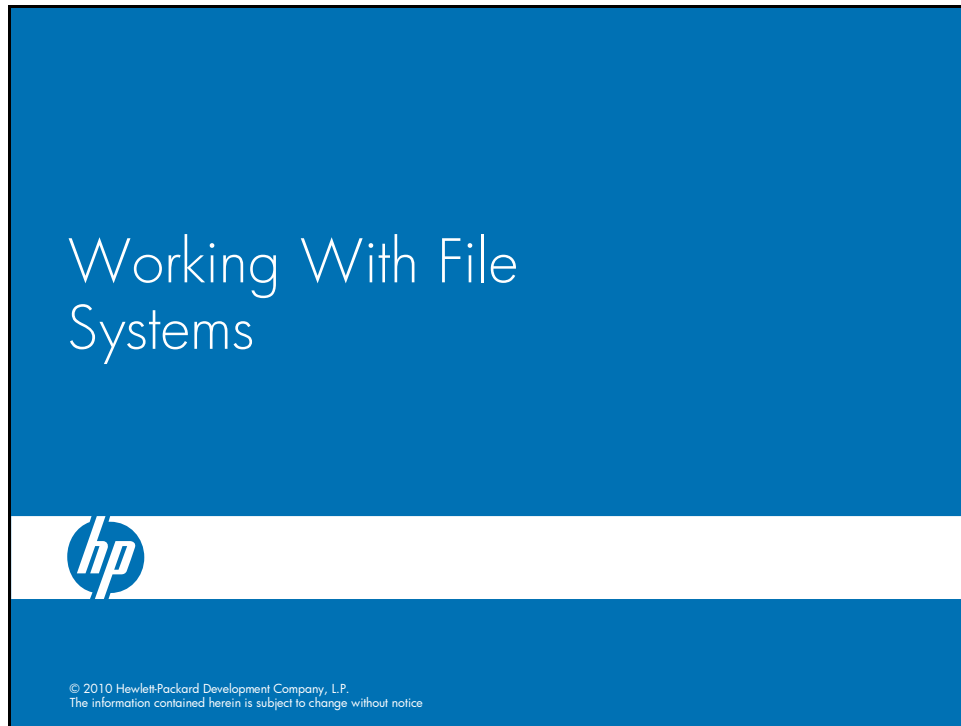 Working With File
Systems
hp
© 2010 Hewlett-Packard Development Company, L.P.
The information contained herein is subject to change without notice